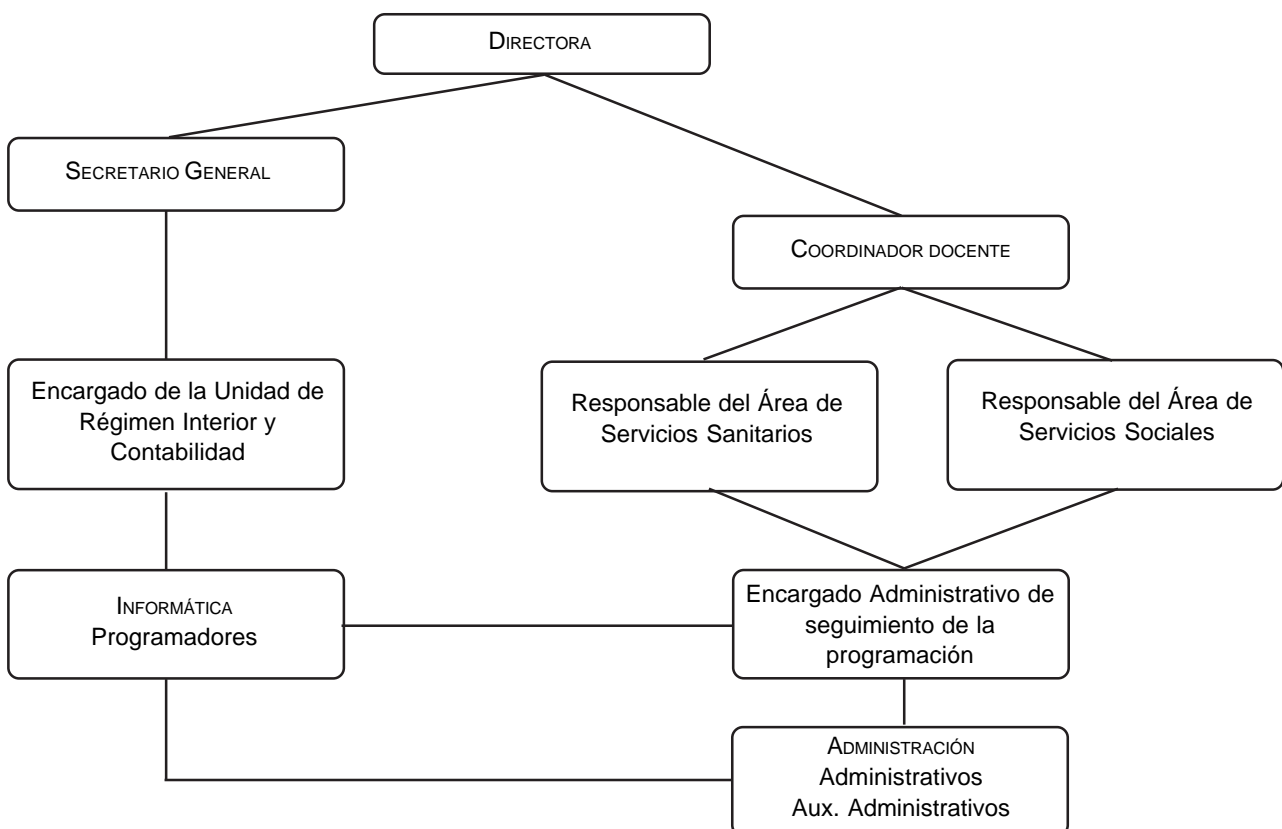 DIRECTORA
SECRETARIO GENERAL
COORDINADOR DOCENTE
Encargado de la Unidad de
Régimen Interior y
Contabilidad
Responsable del Área de
Servicios Sanitarios
Responsable del Área de
Servicios Sociales
INFORMÁTICA
Programadores
Encargado Administrativo de
seguimiento de la
programación
ADMINISTRACIÓN
Administrativos
Aux. Administrativos